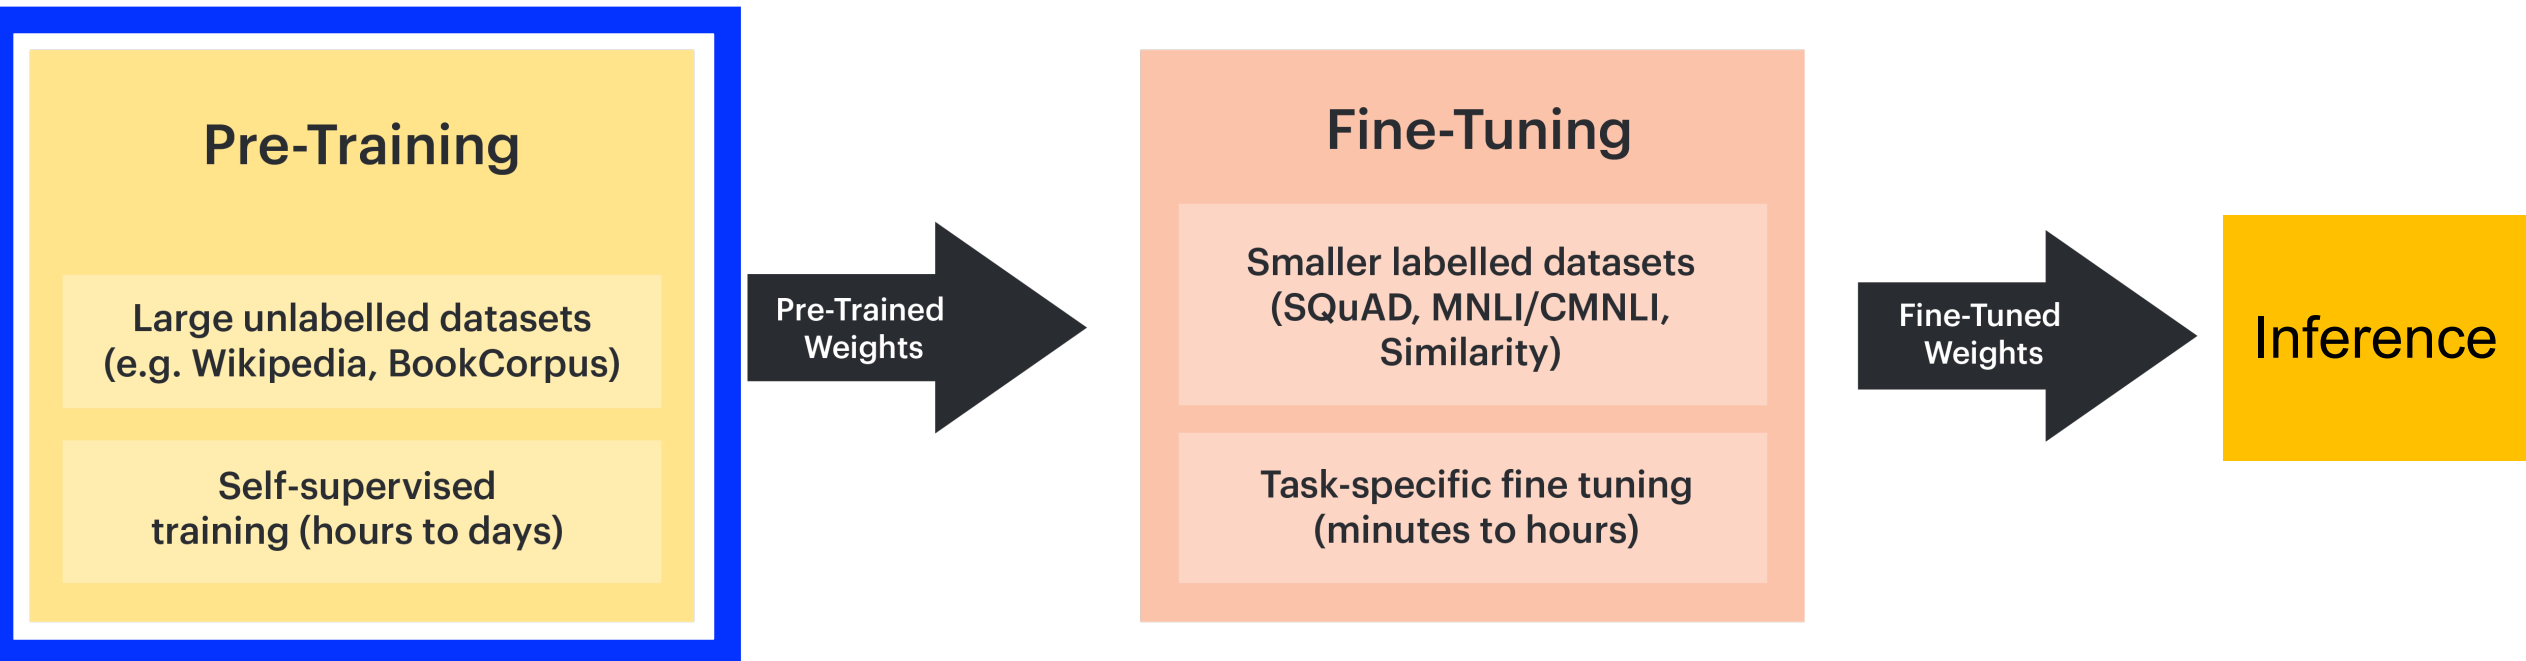 Pre-Training
Large unlabelled datasets
(e.g. Wikipedia, BookCorpus)
Self-supervised
training (hours to days)
Pre-Trained
Weights
Fine-Tuning
Smaller labelled datasets
(SQuAD, MNLI/CMNLI,
Similarity)
Task-specific fine tuning
(minutes to hours)
Fine-Tuned
Weights
Inference